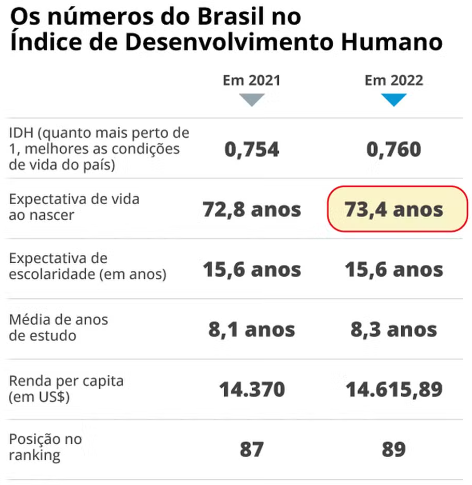 Os números do Brasil no
Índice de Desenvolvimento Humano
Em 2021 Em 2022
IDH (quanto mais perto de
1, melhores as condições
de vida do país)
0,754 0,760
Expectativa de vida
ao nascer
72,8 anos 73,4 anos
Expectativa de
escolaridade (em anos)
15,6 anos 15,6 anos
Média de anos
de estudo
8,1 anos 8,3 anos
Renda per capita
(em US$)
14.370 14.615,89
Posição no
ranking
87 89